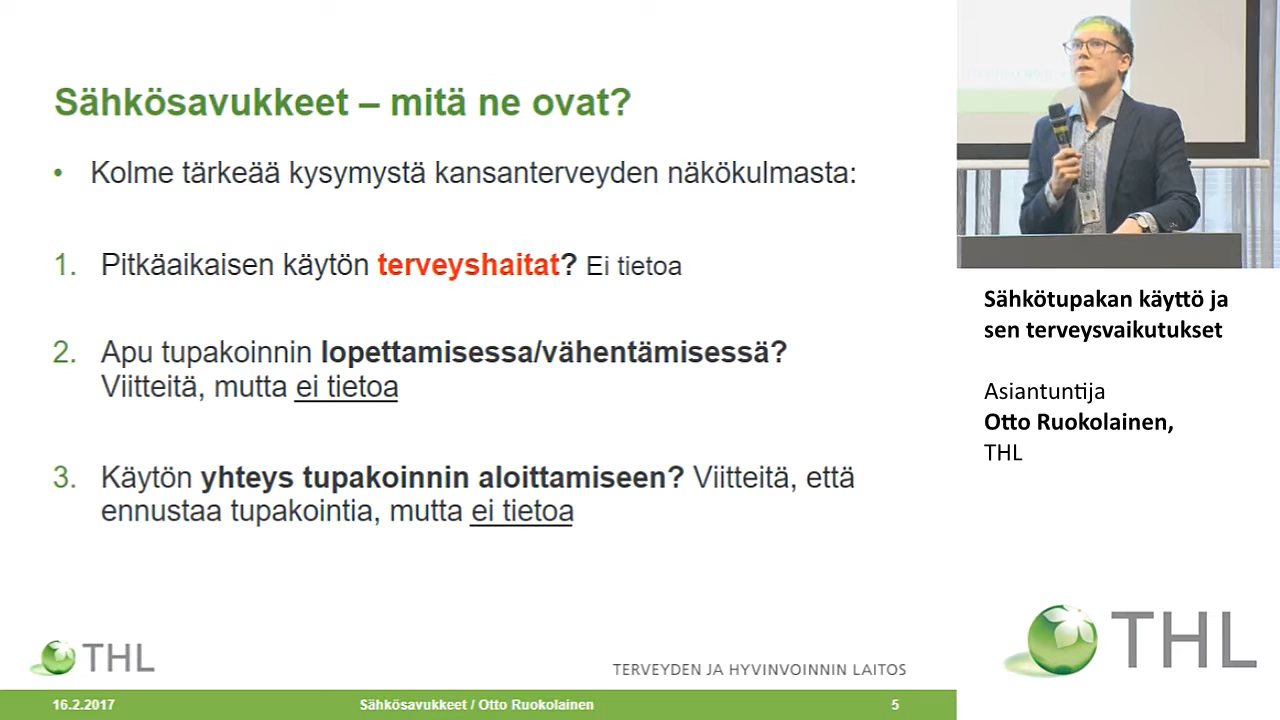 Sähkösavukkeet – mitä ne ovat?
• Kolme tärkeää kysymystä kansanterveyden näkökulmasta:
1. Pitkäaikaisen käytön terveyshaitat? Ei tietoa
2. Apu tupakoinnin lopettamisessa/vähentämisessä?
Viitteitä, mutta ei tietoa
3. Käytön yhteys tupakoinnin aloittamiseen? Viitteitä, että
ennustaa tupakointia, mutta ei tietoa
THL
TERVEYDEN JA HYVINVOINNIN LAITOS
16.2.2017 Sähkösavukkeet / Otto Ruokolainen 5
Sähkötupakan käyttö ja
sen terveysvaikutukset
Asiantuntija
Otto Ruokolainen,
THL
THL